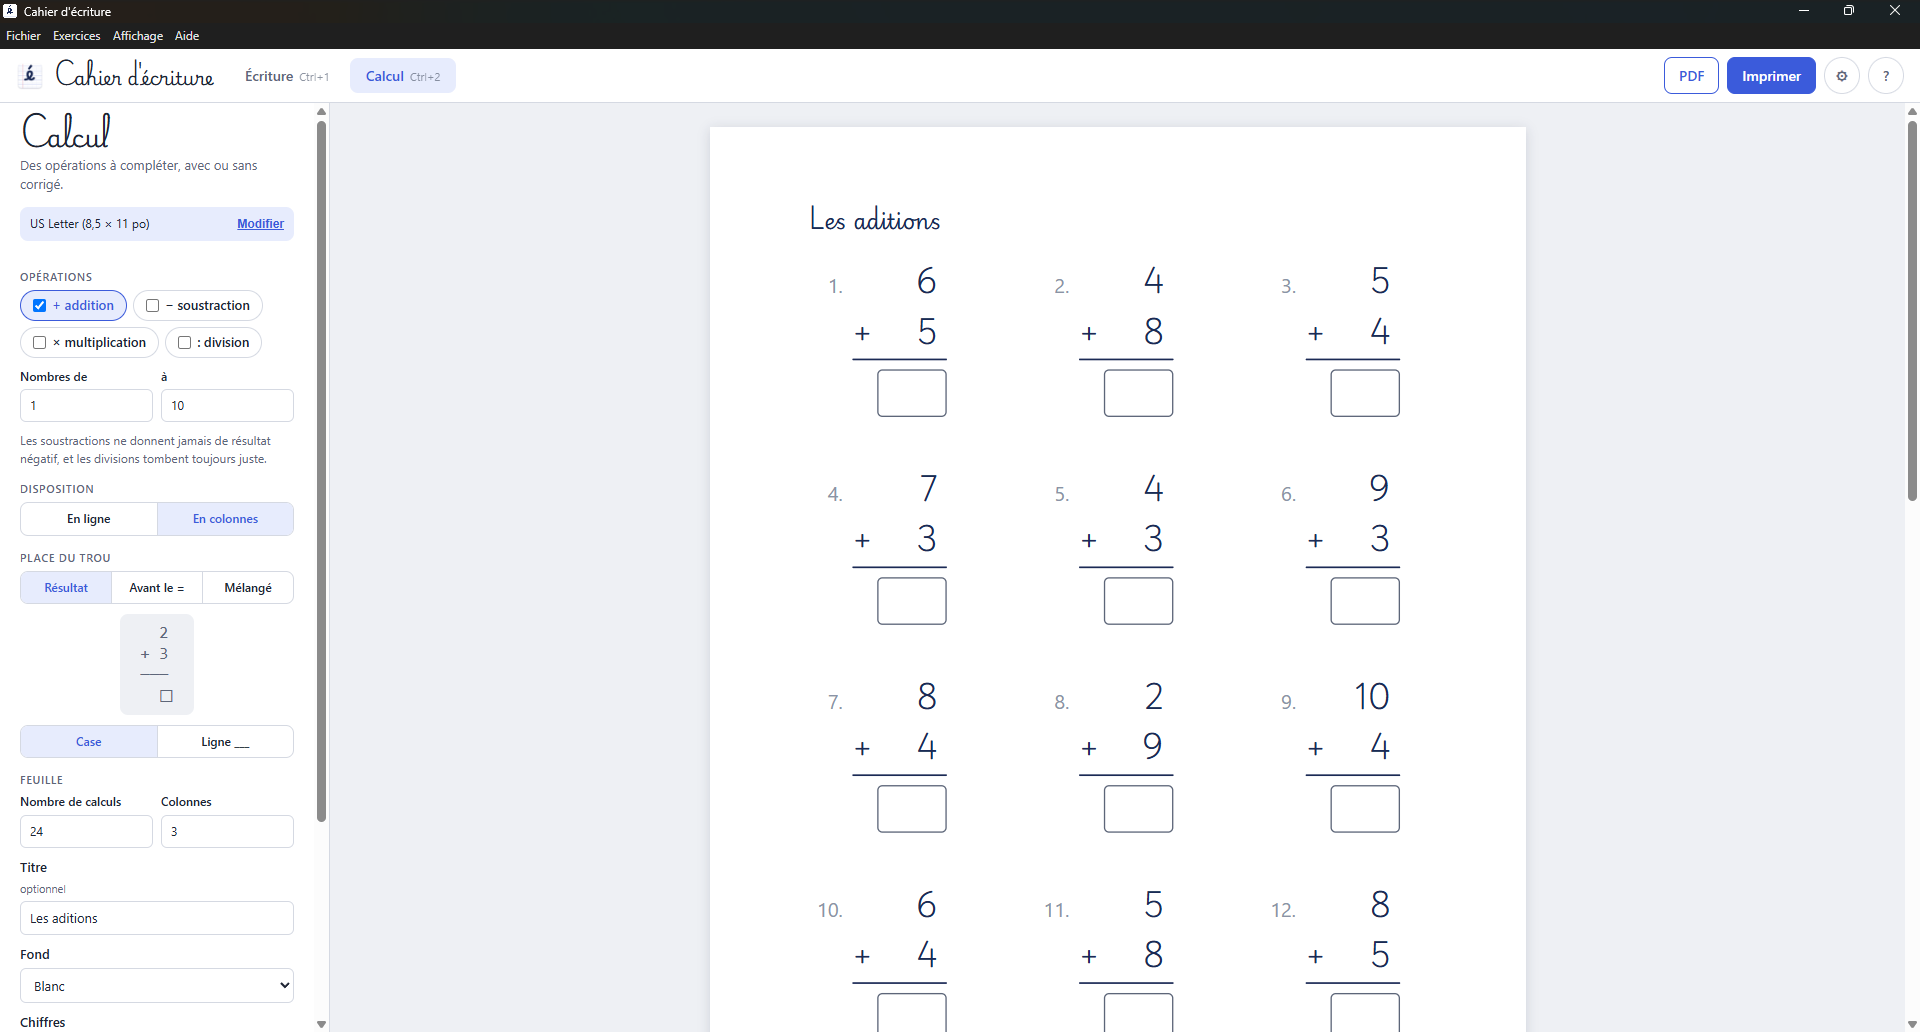 Cahier d'écriture
Fichier Exercices Affichage Aide
é Cahier d'écriture Écriture Ctrl+1 Calcul Ctrl+2 PDF Imprimer ?
Calcul
Des opérations à compléter, avec ou sans
corrigé.
US Letter (8,5 × 11 po) Modifier
OPÉRATIONS
+ addition − soustraction
× multiplication : division
Nombres de à
1 10
Les soustractions ne donnent jamais de résultat
négatif, et les divisions tombent toujours juste.
DISPOSITION
En ligne En colonnes
PLACE DU TROU
Résultat Avant le = Mélangé
2
+ 3
Case Ligne __
FEUILLE
Nombre de calculs Colonnes
24 3
Titre
optionnel
Les aditions
Fond
Blanc
Chiffres
Les aditions
1. 6 2. 4 3. 5
+ 5 + 8 + 4
4. 7 5. 4 6. 9
+ 3 + 3 + 3
7. 8 8. 2 9. 10
+ 4 + 9 + 4
10. 6 11. 5 12. 8
+ 4 + 8 + 5